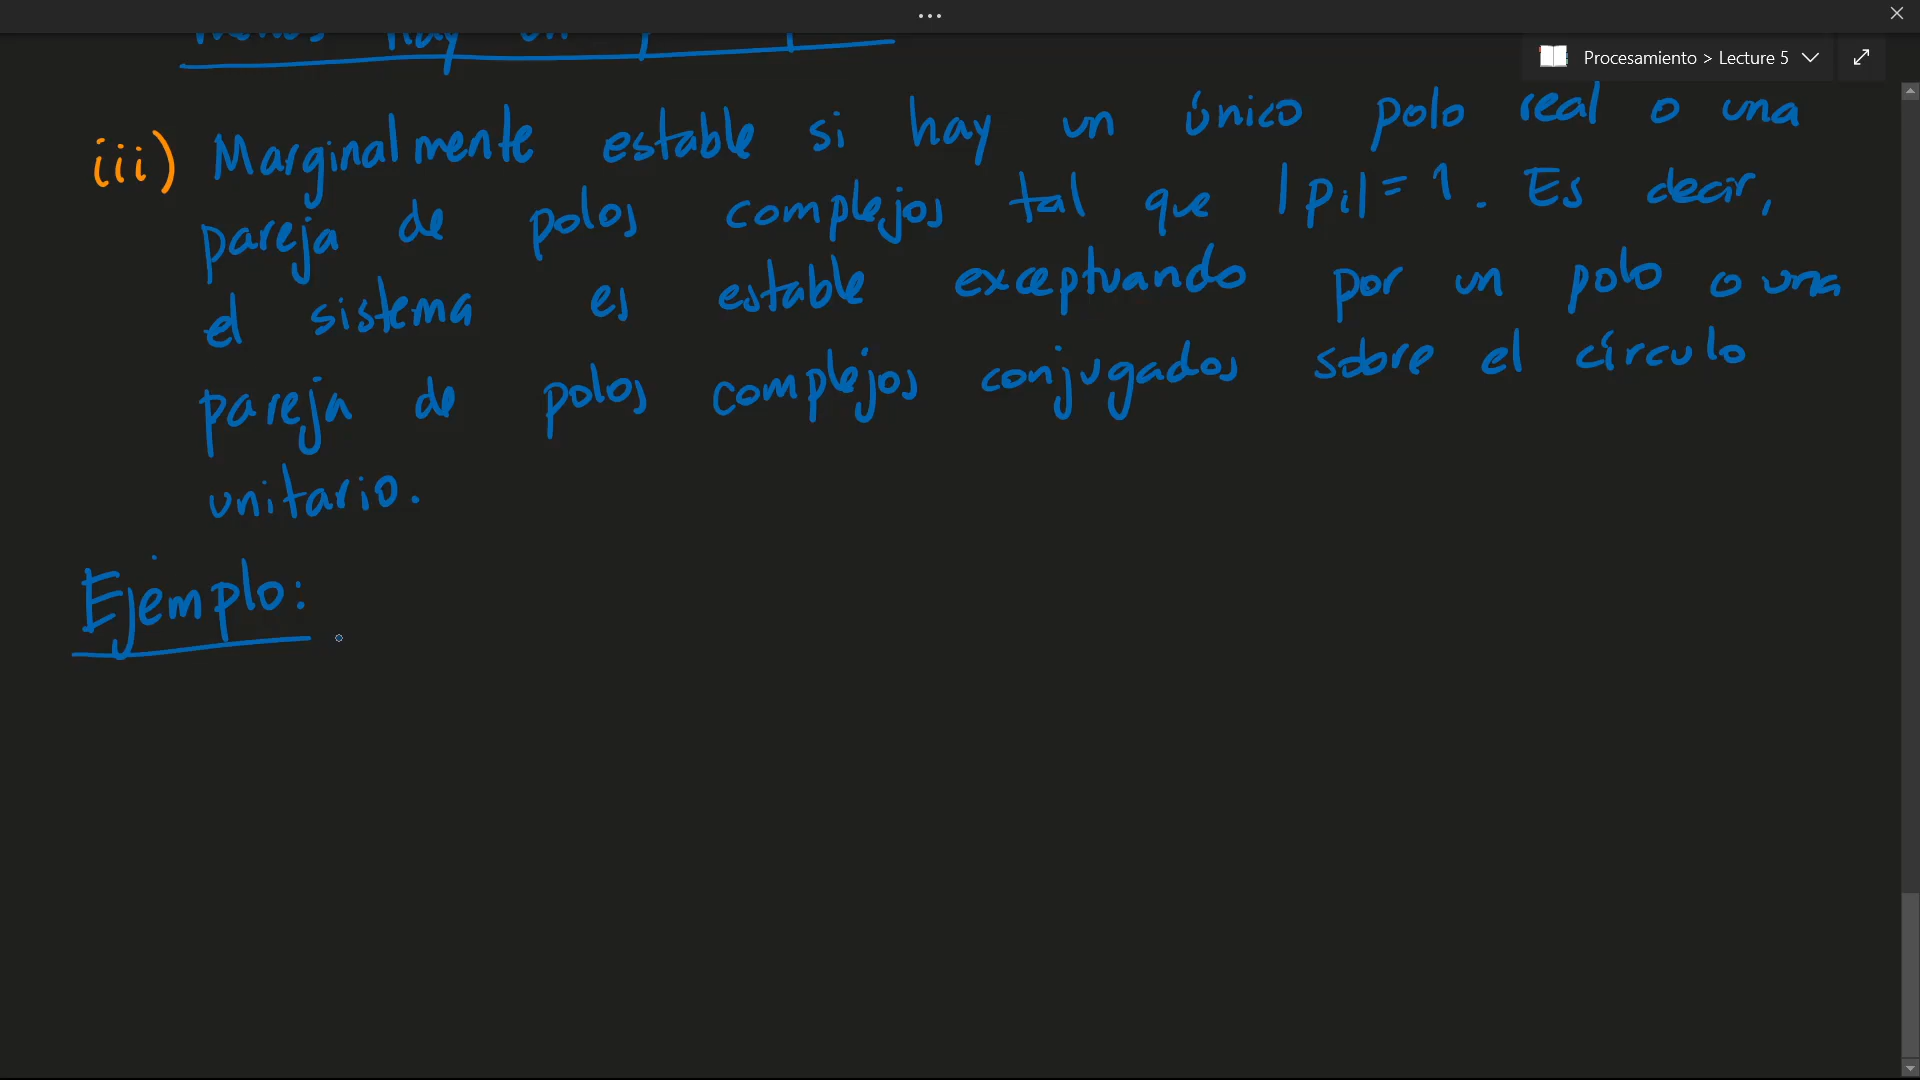 Procesamiento > Lecture 5
iii) Marginalmente estable si hay un único polo real o una
pareja de polos complejos tal que |pi| = 1. Es decir,
el sistema es estable exceptuando por un polo o una
pareja de polos complejos conjugados sobre el círculo
unitario.
Ejemplo: